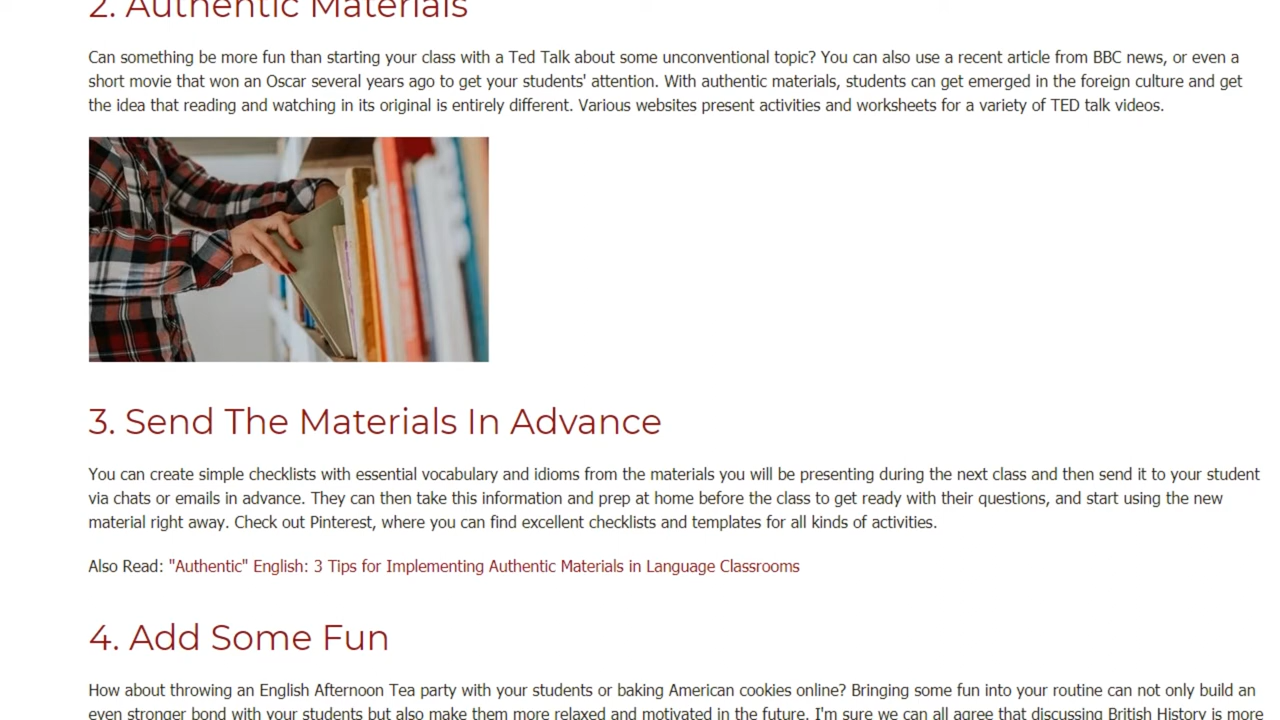 2. Authentic Materials
Can something be more fun than starting your class with a Ted Talk about some unconventional topic? You can also use a recent article from BBC news, or even a
short movie that won an Oscar several years ago to get your students' attention. With authentic materials, students can get emerged in the foreign culture and get
the idea that reading and watching in its original is entirely different. Various websites present activities and worksheets for a variety of TED talk videos.
3. Send The Materials In Advance
You can create simple checklists with essential vocabulary and idioms from the materials you will be presenting during the next class and then send it to your student
via chats or emails in advance. They can then take this information and prep at home before the class to get ready with their questions, and start using the new
material right away. Check out Pinterest, where you can find excellent checklists and templates for all kinds of activities.
Also Read: "Authentic" English: 3 Tips for Implementing Authentic Materials in Language Classrooms
4. Add Some Fun
How about throwing an English Afternoon Tea party with your students or baking American cookies online? Bringing some fun into your routine can not only build an
even stronger bond with your students but also make them more relaxed and motivated in the future. I'm sure we can all agree that discussing British History is more